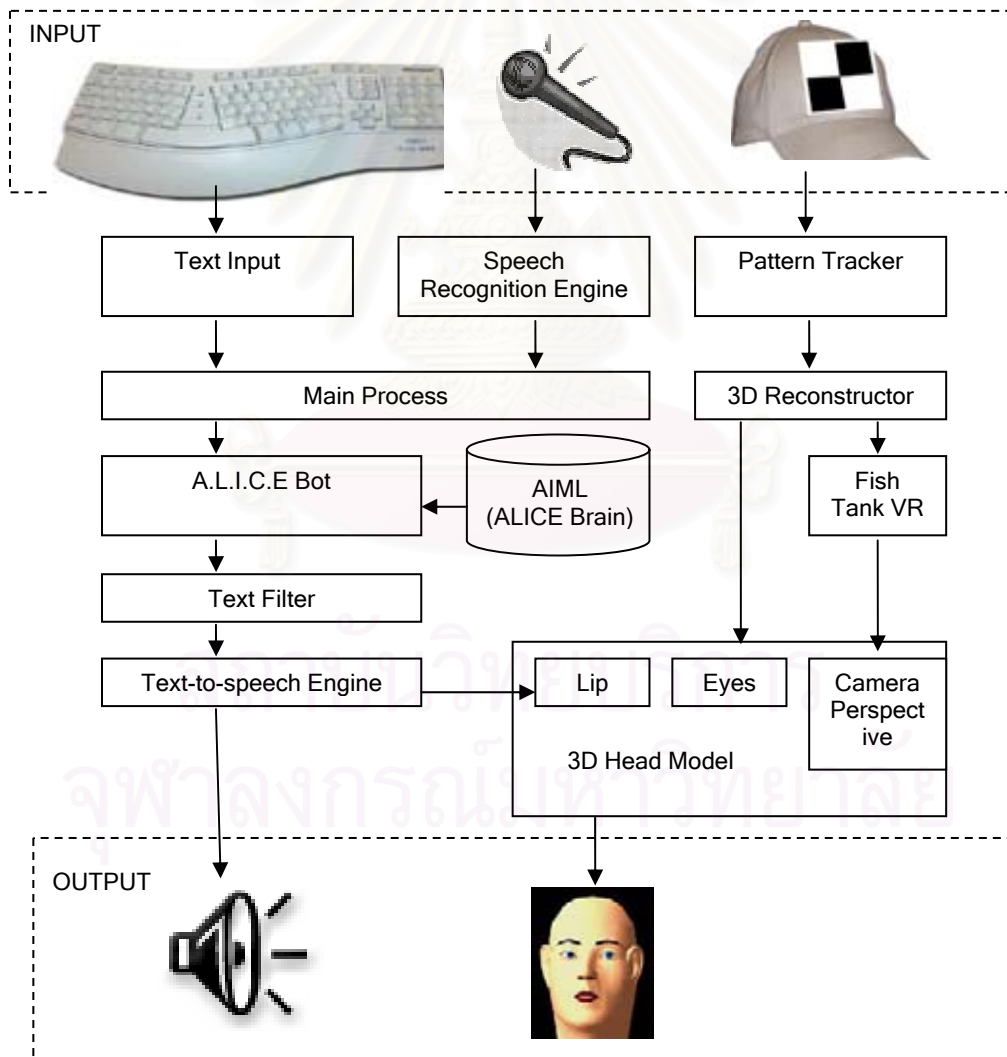 INPUT
Text Input
Speech
Recognition Engine
Pattern Tracker
Main Process
3D Reconstructor
A.L.I.C.E Bot
AIML
(ALICE Brain)
Fish
Tank VR
Text Filter
สถาบันวิทยบริการ
Text-to-speech Engine
Lip
Eyes
Camera
Perspect
ive
3D Head Model
จุฬาลงกรณ์มหาวิทยาลัย
OUTPUT